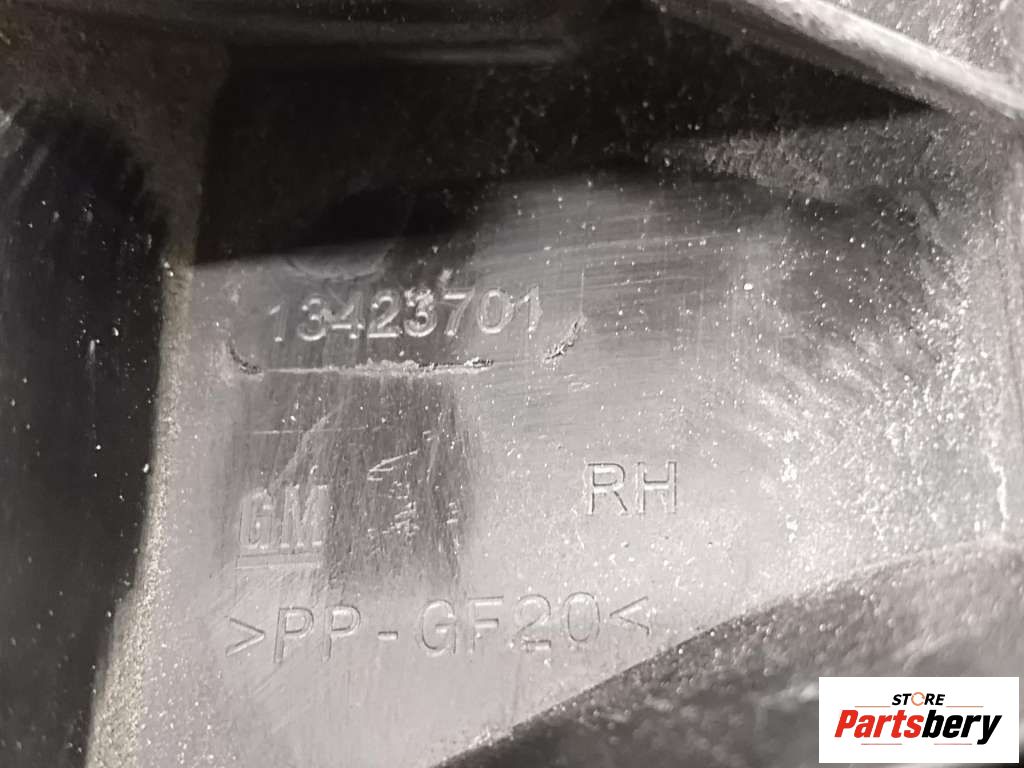 13423701
GM
RH
>PP-GF20<
STORE
Partsbery